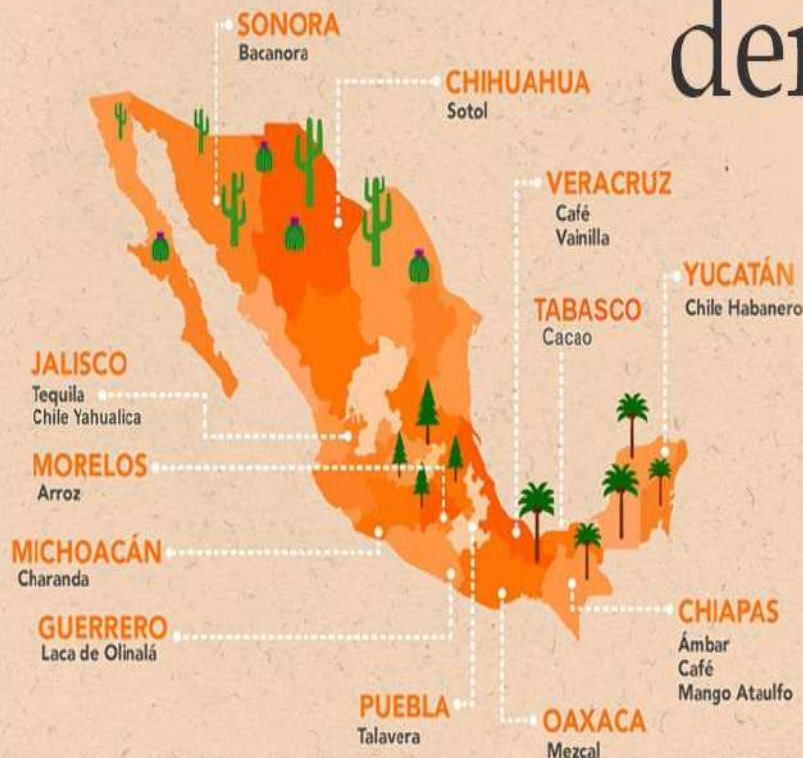 SONORA
Bacanora
CHIHUAHUA
Sotol
VERACRUZ
Café
Vainilla
YUCATÁN
Chile Habanero
TABASCO
Cacao
JALISCO
Tequila
Chile Yahualica
MORELOS
Arroz
MICHOACÁN
Charanda
GUERRERO
Laca de Olinalá
PUEBLA
Talavera
OAXACA
Mezcal
CHIAPAS
Ámbar
Café
Mango Ataulfo